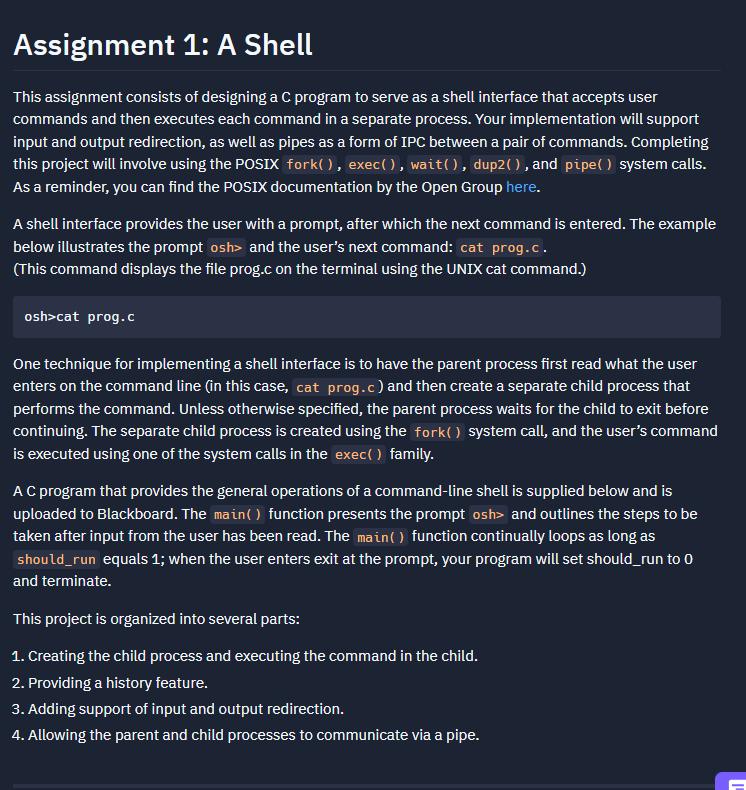 Assignment 1: A Shell
This assignment consists of designing a C program to serve as a shell interface that accepts user
commands and then executes each command in a separate process. Your implementation will support
input and output redirection, as well as pipes as a form of IPC between a pair of commands. Completing
this project will involve using the POSIX fork(), exec(), wait(), dup2(), and pipe() system calls.
As a reminder, you can find the POSIX documentation by the Open Group here.
A shell interface provides the user with a prompt, after which the next command is entered. The example
below illustrates the prompt osh> and the user’s next command: cat prog.c.
(This command displays the file prog.c on the terminal using the UNIX cat command.)
osh>cat prog.c
One technique for implementing a shell interface is to have the parent process first read what the user
enters on the command line (in this case, cat prog.c) and then create a separate child process that
performs the command. Unless otherwise specified, the parent process waits for the child to exit before
continuing. The separate child process is created using the fork() system call, and the user’s command
is executed using one of the system calls in the exec() family.
A C program that provides the general operations of a command-line shell is supplied below and is
uploaded to Blackboard. The main() function presents the prompt osh> and outlines the steps to be
taken after input from the user has been read. The main() function continually loops as long as
should_run equals 1; when the user enters exit at the prompt, your program will set should_run to 0
and terminate.
This project is organized into several parts:
1. Creating the child process and executing the command in the child.
2. Providing a history feature.
3. Adding support of input and output redirection.
4. Allowing the parent and child processes to communicate via a pipe.